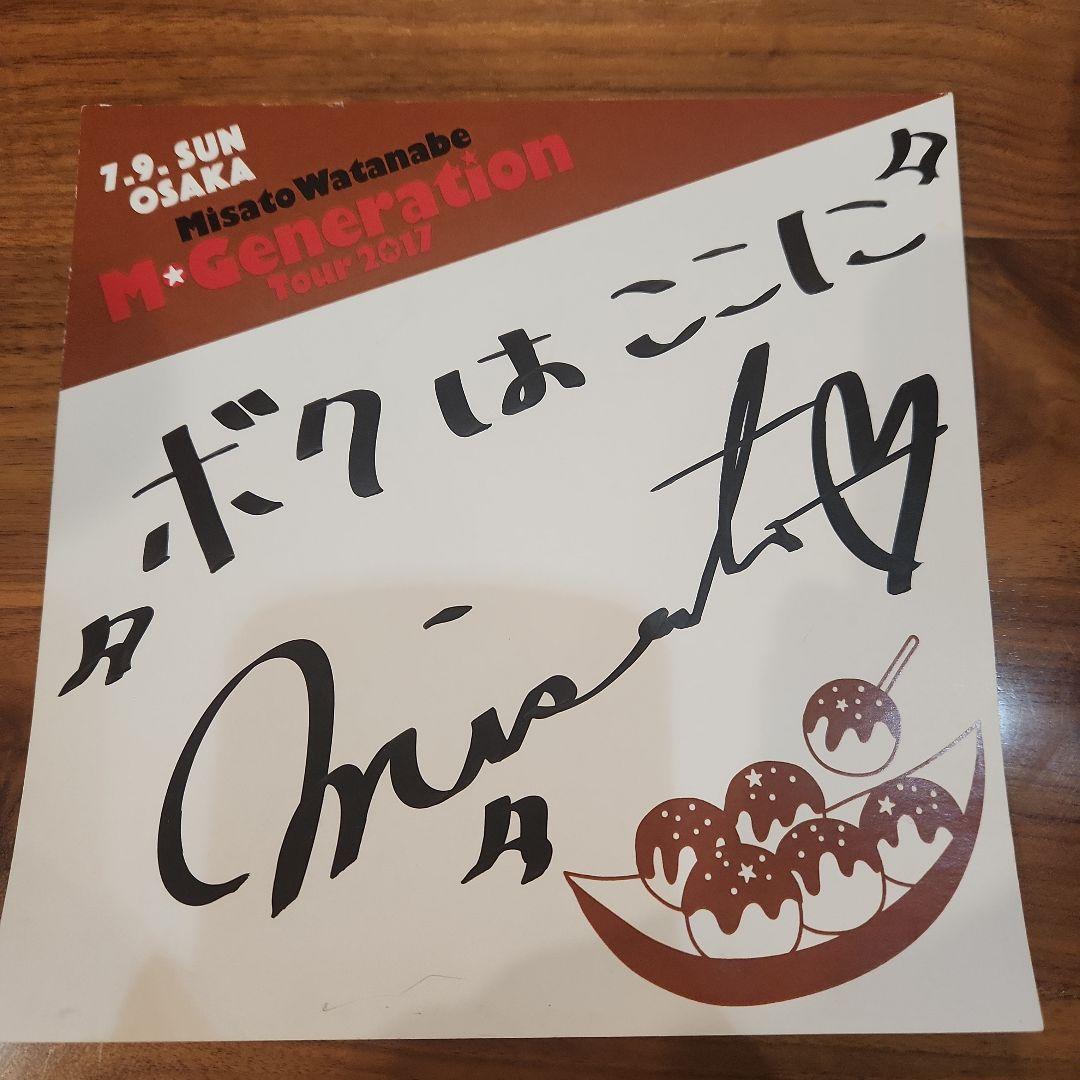 7.9. SUN
OSAKA
Misato Watanabe
M★Generation
Tour 2017
ボクはここに
misato♡